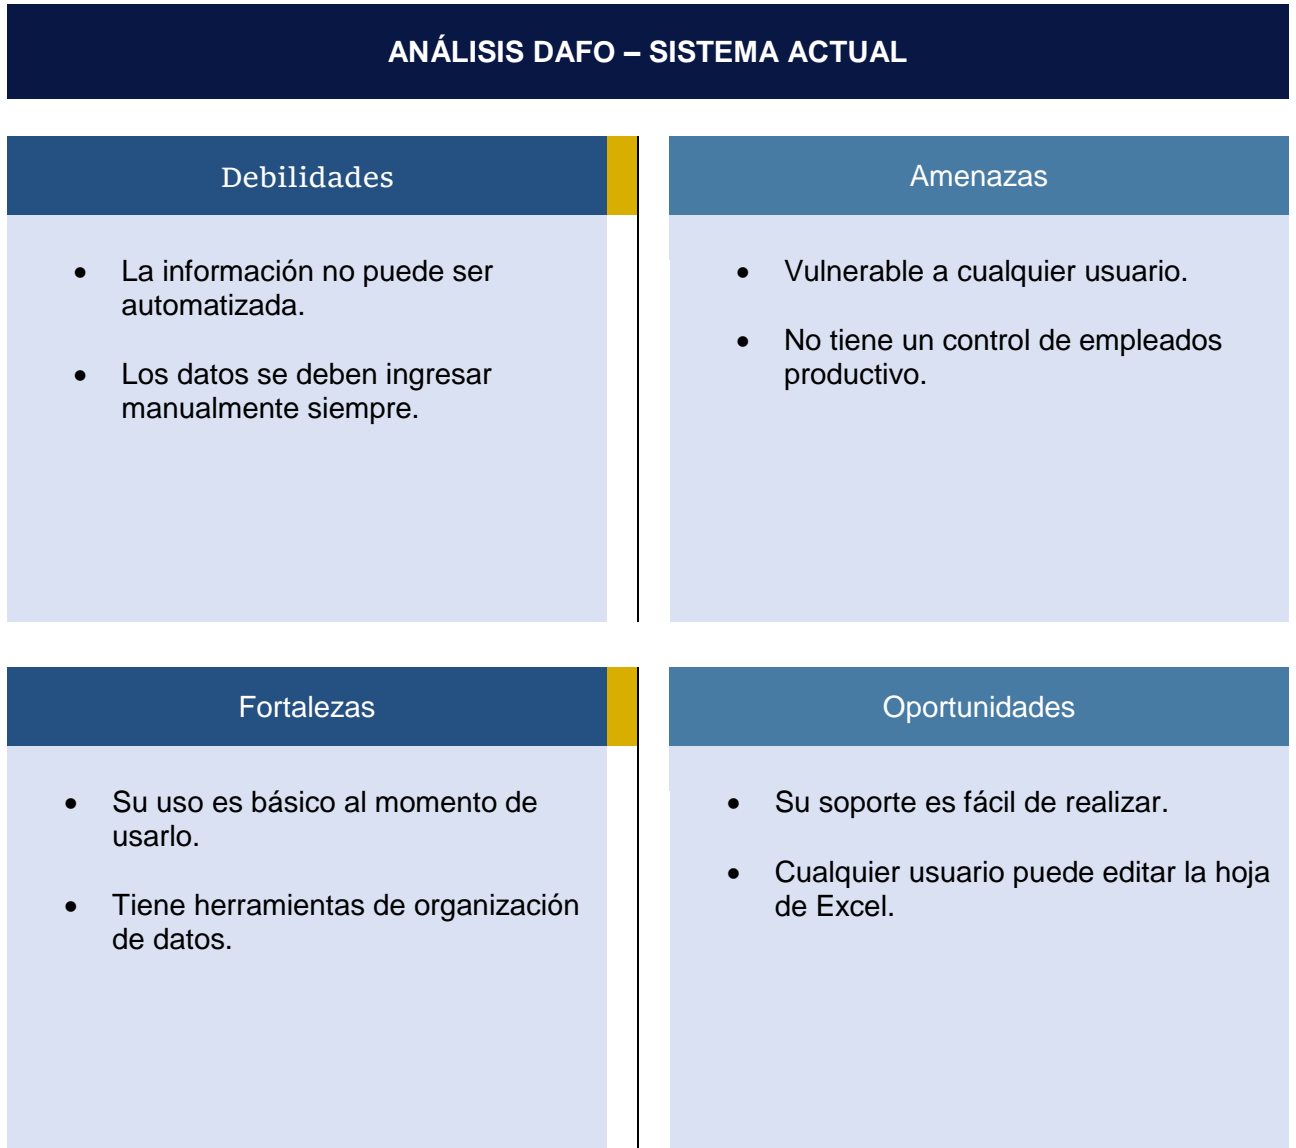 ANÁLISIS DAFO – SISTEMA ACTUAL
Debilidades
• La información no puede ser
automatizada.
• Los datos se deben ingresar
manualmente siempre.
Amenazas
• Vulnerable a cualquier usuario.
• No tiene un control de empleados
productivo.
Fortalezas
• Su uso es básico al momento de
usarlo.
• Tiene herramientas de organización
de datos.
Oportunidades
• Su soporte es fácil de realizar.
• Cualquier usuario puede editar la hoja
de Excel.